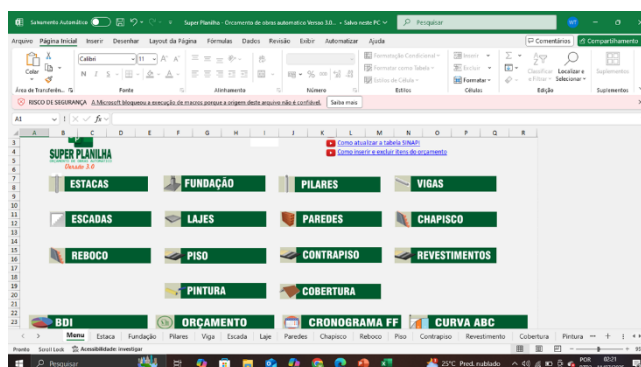 Salvamento Automático
Super Planilha - Orcamento de obras automatico Versao 3.0... • Salvo neste PC
Pesquisar
WT
Arquivo Página Inicial Inserir Desenhar Layout da Página Fórmulas Dados Revisão Exibir Automatizar Ajuda
Comentários Compartilhamento
Colar
Calibri 11
N I S
Formatação Condicional
Formatar como Tabela
Estilos de Célula
Inserir
Excluir
Formatar
Classificar e Filtrar
Localizar e Selecionar
Suplementos
Área de Transferên... Fonte Alinhamento Número Estilos Células Edição Suplementos
RISCO DE SEGURANÇA A Microsoft bloqueou a execução de macros porque a origem deste arquivo não é confiável. Saiba mais
A1 fx
A B C D E F G H I J K L M N O P Q R
Como atualizar a tabela SINAPI
Como inserir e excluir itens do orçamento
SUPER PLANILHA
Versão 3.0
ESTACAS FUNDAÇÃO PILARES VIGAS
ESCADAS LAJES PAREDES CHAPISCO
REBOCO PISO CONTRAPISO REVESTIMENTOS
PINTURA COBERTURA
BDI ORÇAMENTO CRONOGRAMA FF CURVA ABC
Menu Estaca Fundação Pilares Viga Escada Laje Paredes Chapisco Reboco Piso Contrapiso Revestimento Cobertura Pintura
Pronto Scroll Lock Acessibilidade: investigar
Pesquisar
25°C Pred. nublado
POR
02:21